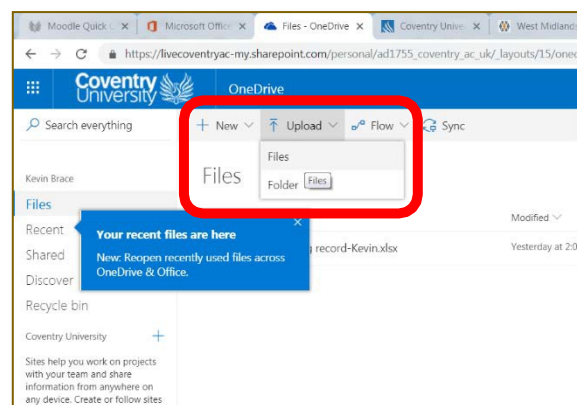 Moodle Quick
Microsoft Office
Files - OneDrive
Coventry Unive
West Midlands
https://livecoventryac-my.sharepoint.com/personal/ad1755_coventry_ac_uk/_layouts/15/oned
Coventry
University
OneDrive
Search everything
New
Upload
Flow
Sync
Files
Folder
Files
Kevin Brace
Files
Files
Recent
Shared
Discover
Recycle bin
Your recent files are here
New: Reopen recently used files across
OneDrive & Office.
Modified
record-Kevin.xlsx
Yesterday at 2:0
Coventry University
Sites help you work on projects
with your team and share
information from anywhere on
any device. Create or follow sites